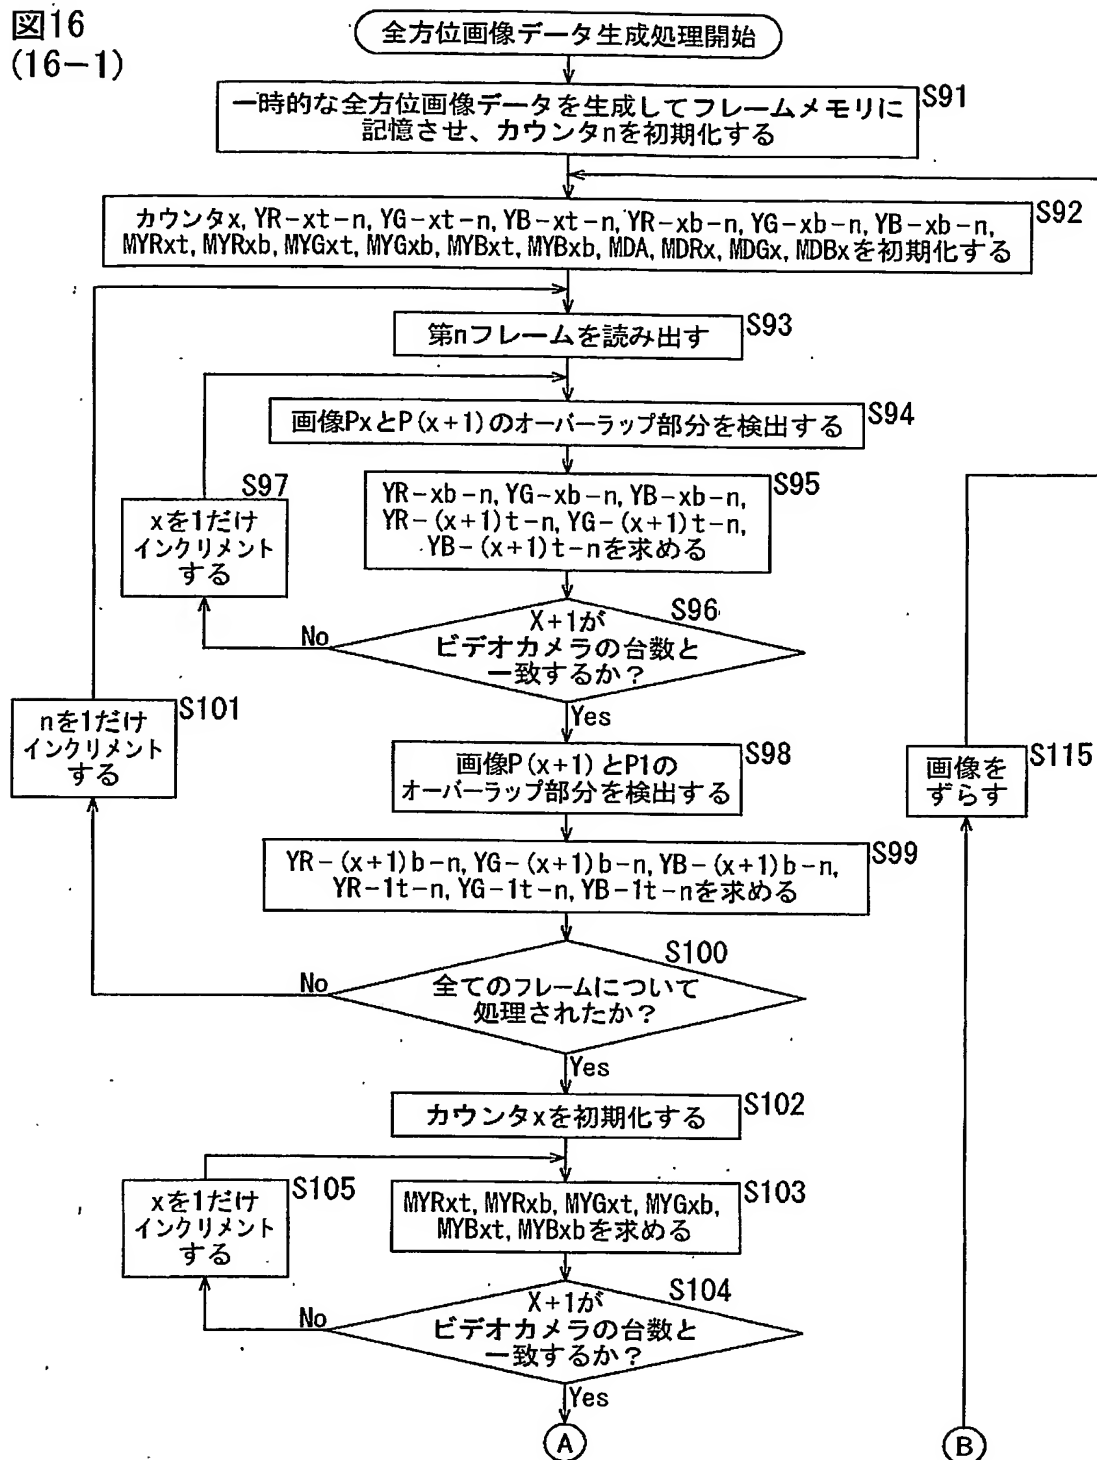 図16
(16-1)
全方位画像データ生成処理開始
一時的な全方位画像データを生成してフレームメモリに
記憶させ、カウンタnを初期化する
S91
カウンタx, YR-xt-n, YG-xt-n, YB-xt-n, YR-xb-n, YG-xb-n, YB-xb-n,
MYRxt, MYRxb, MYGxt, MYGxb, MYBxt, MYBxb, MDA, MDRx, MDGx, MDBxを初期化する
S92
第nフレームを読み出す
S93
画像PxとP(x+1)のオーバーラップ部分を検出する
S94
YR-xb-n, YG-xb-n, YB-xb-n,
YR-(x+1)t-n, YG-(x+1)t-n,
YB-(x+1)t-nを求める
S95
S97
xを1だけ
インクリメント
する
S96
X+1が
ビデオカメラの台数と
一致するか？
No
Yes
S101
nを1だけ
インクリメント
する
画像P(x+1)とP1の
オーバーラップ部分を検出する
S98
画像を
ずらす
S115
YR-(x+1)b-n, YG-(x+1)b-n, YB-(x+1)b-n,
YR-1t-n, YG-1t-n, YB-1t-nを求める
S99
S100
全てのフレームについて
処理されたか？
No
Yes
カウンタxを初期化する
S102
xを1だけ
インクリメント
する
S105
MYRxt, MYRxb, MYGxt, MYGxb,
MYBxt, MYBxbを求める
S103
S104
X+1が
ビデオカメラの台数と
一致するか？
No
Yes
A
B